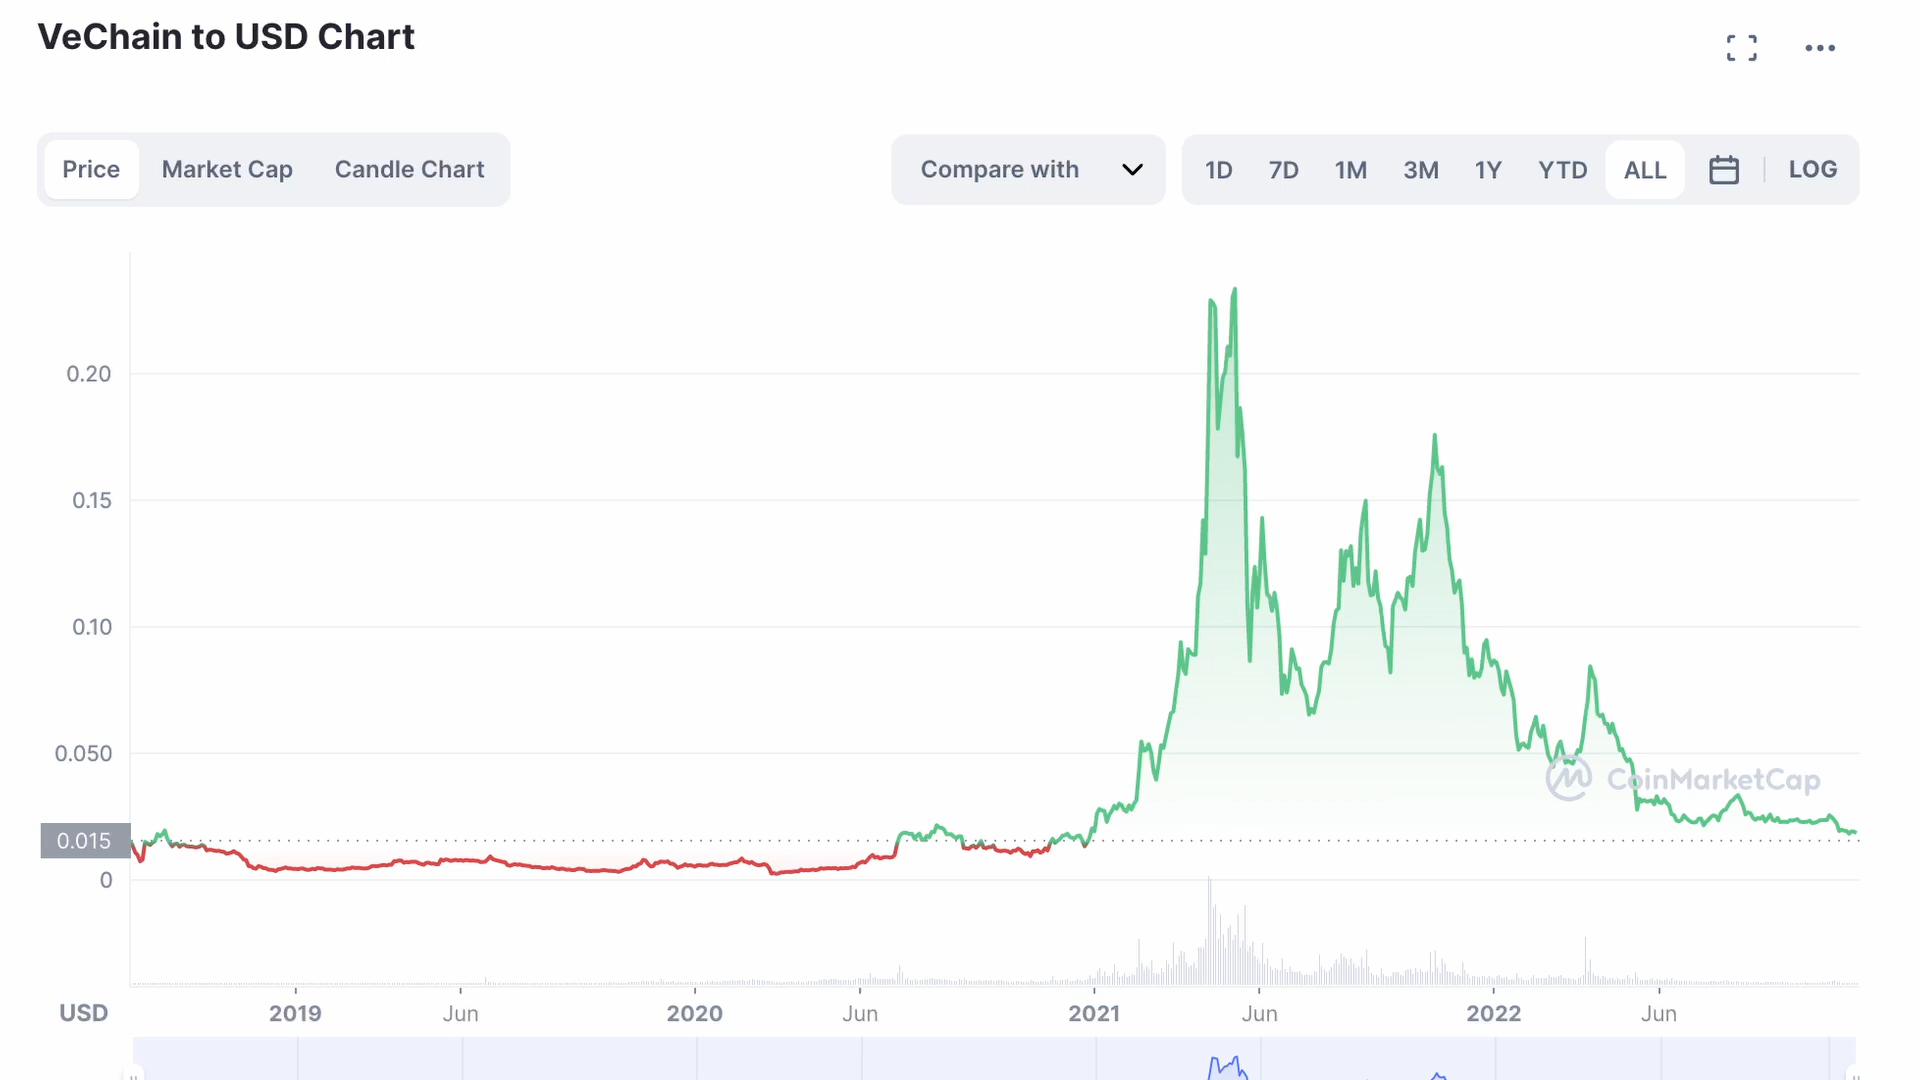 VeChain to USD Chart
Price Market Cap Candle Chart Compare with 1D 7D 1M 3M 1Y YTD ALL LOG
0.20
0.15
0.10
0.050
CoinMarketCap
0.015
0
USD 2019 Jun 2020 Jun 2021 Jun 2022 Jun